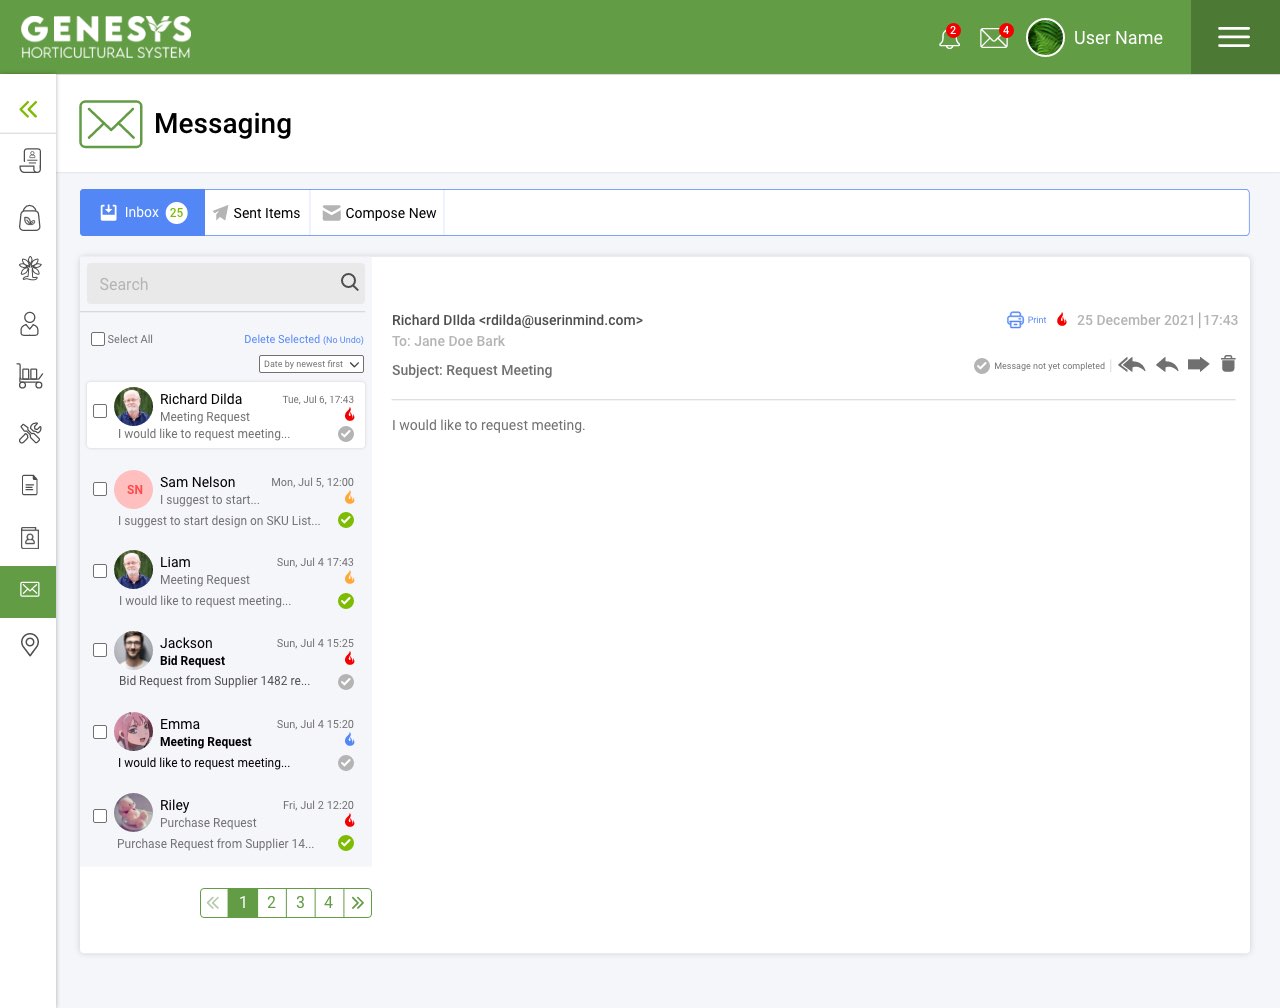 GENESYS
HORTICULTURAL SYSTEM
2
4
User Name
Messaging
Inbox 25
Sent Items
Compose New
Search
Select All
Delete Selected (No Undo)
Date by newest first
Richard Dilda
Tue, Jul 6, 17:43
Meeting Request
I would like to request meeting...
SN
Sam Nelson
Mon, Jul 5, 12:00
I suggest to start...
I suggest to start design on SKU List...
Liam
Sun, Jul 4 17:43
Meeting Request
I would like to request meeting...
Jackson
Sun, Jul 4 15:25
Bid Request
Bid Request from Supplier 1482 re...
Emma
Sun, Jul 4 15:20
Meeting Request
I would like to request meeting...
Riley
Fri, Jul 2 12:20
Purchase Request
Purchase Request from Supplier 14...
1 2 3 4
Richard DIlda <rdilda@userinmind.com>
Print
25 December 2021 | 17:43
To: Jane Doe Bark
Subject: Request Meeting
Message not yet completed
I would like to request meeting.